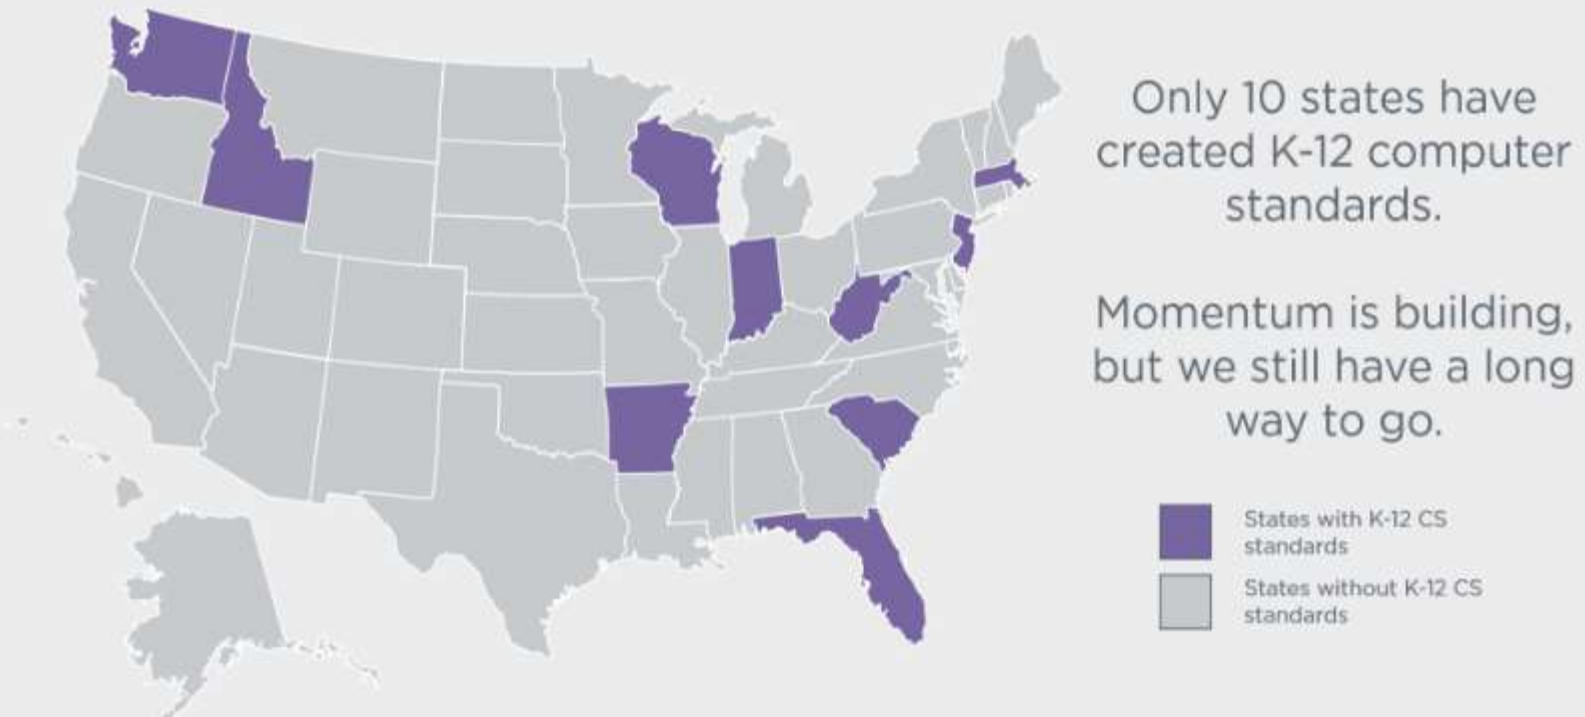 Only 10 states have
created K-12 computer
standards.
Momentum is building,
but we still have a long
way to go.
States with K-12 CS
standards
States without K-12 CS
standards